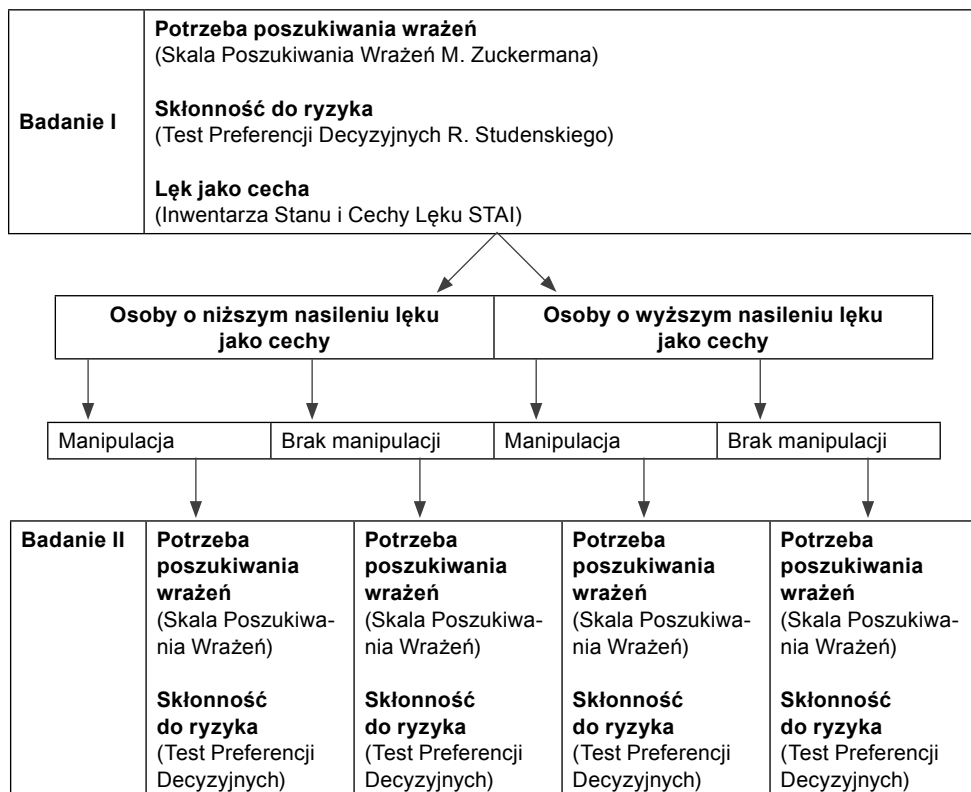 Badanie I
Potrzeba poszukiwania wrażeń
(Skala Poszukiwania Wrażeń M. Zuckermana)
Skłonność do ryzyka
(Test Preferencji Decyzyjnych R. Studenskiego)
Lęk jako cecha
(Inwentarza Stanu i Cechy Lęku STAI)
Osoby o niższym nasileniu lęku
jako cechy
Osoby o wyższym nasileniu lęku
jako cechy
Manipulacja
Brak manipulacji
Manipulacja
Brak manipulacji
Badanie II
Potrzeba
poszukiwania
wrażeń
(Skala Poszukiwa-
nia Wrażeń)
Skłonność
do ryzyka
(Test Preferencji
Decyzyjnych)
Potrzeba
poszukiwania
wrażeń
(Skala Poszukiwa-
nia Wrażeń)
Skłonność
do ryzyka
(Test Preferencji
Decyzyjnych)
Potrzeba
poszukiwania
wrażeń
(Skala Poszukiwa-
nia Wrażeń)
Skłonność
do ryzyka
(Test Preferencji
Decyzyjnych)
Potrzeba
poszukiwania
wrażeń
(Skala Poszukiwa-
nia Wrażeń)
Skłonność
do ryzyka
(Test Preferencji
Decyzyjnych)